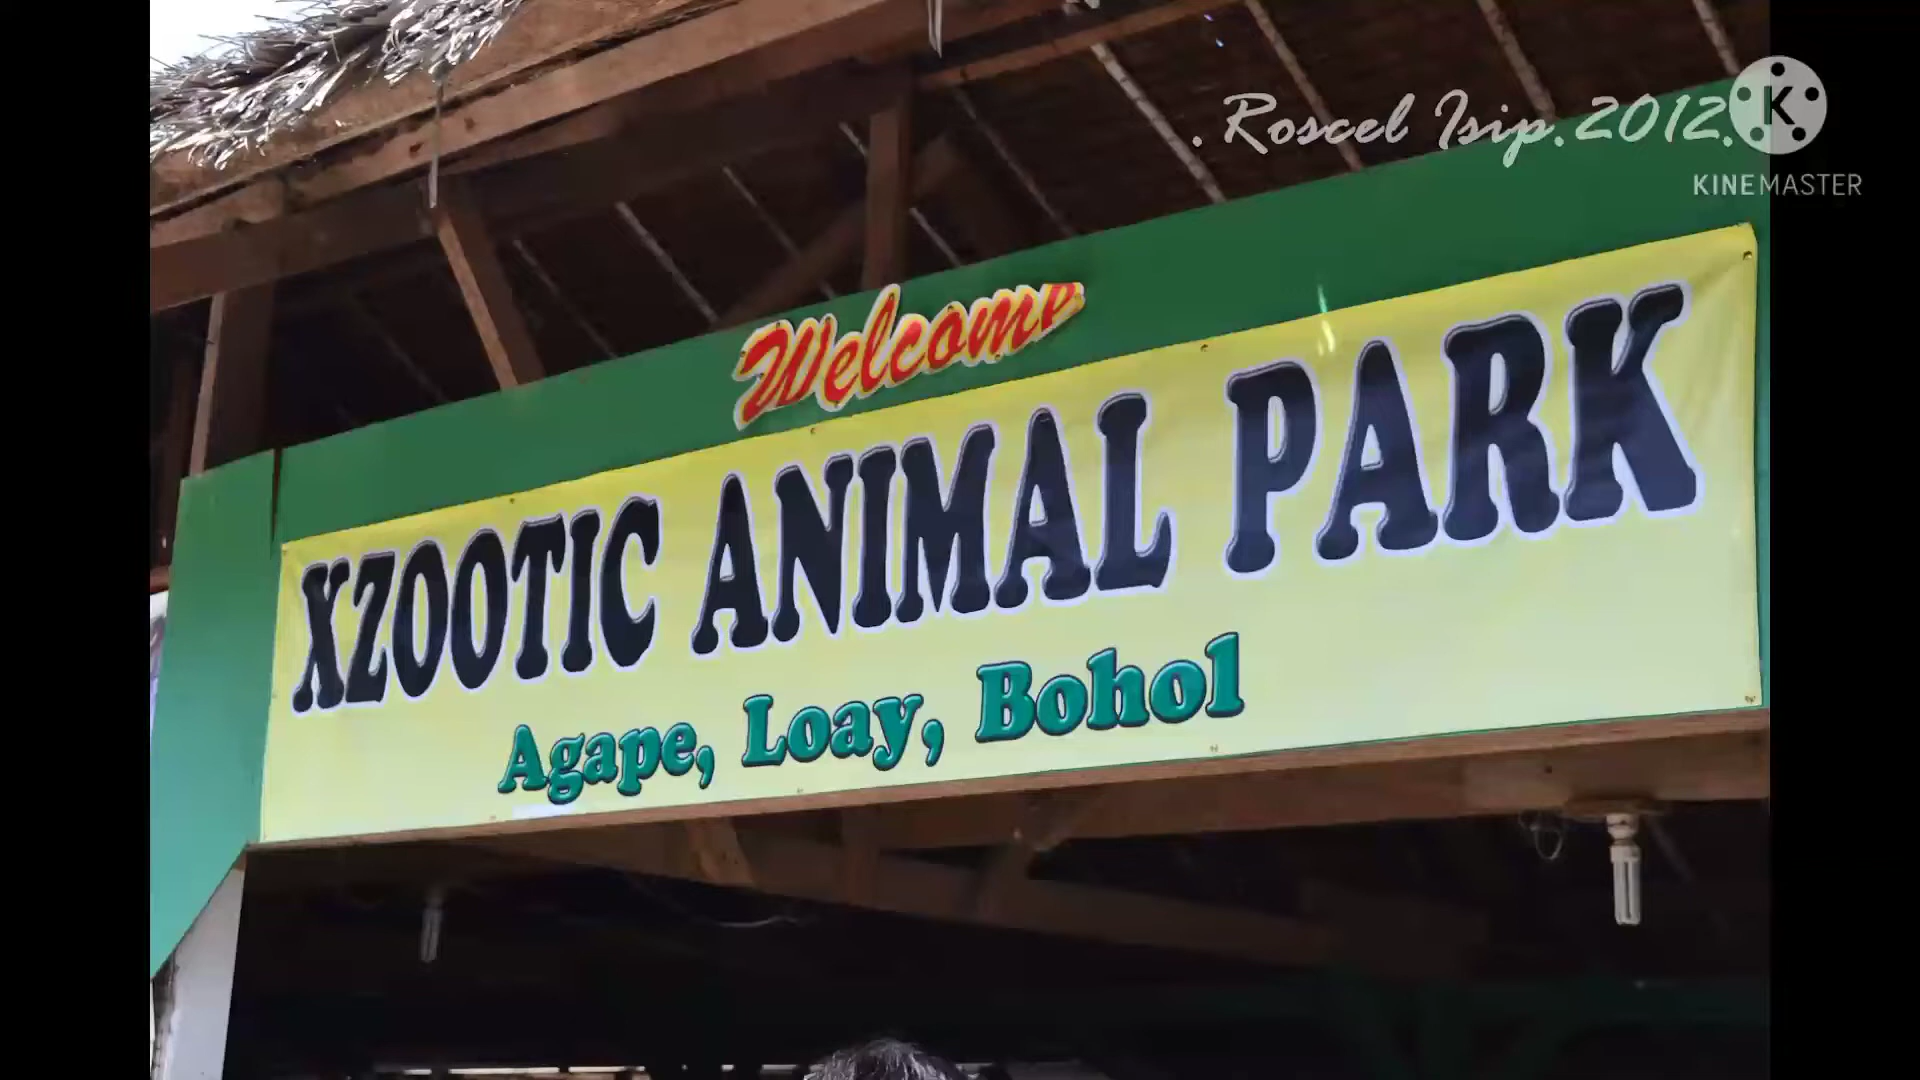 . Roscel Isip.2012.
K
KINEMASTER
Welcome
XZOOTIC ANIMAL PARK
Agape, Loay, Bohol